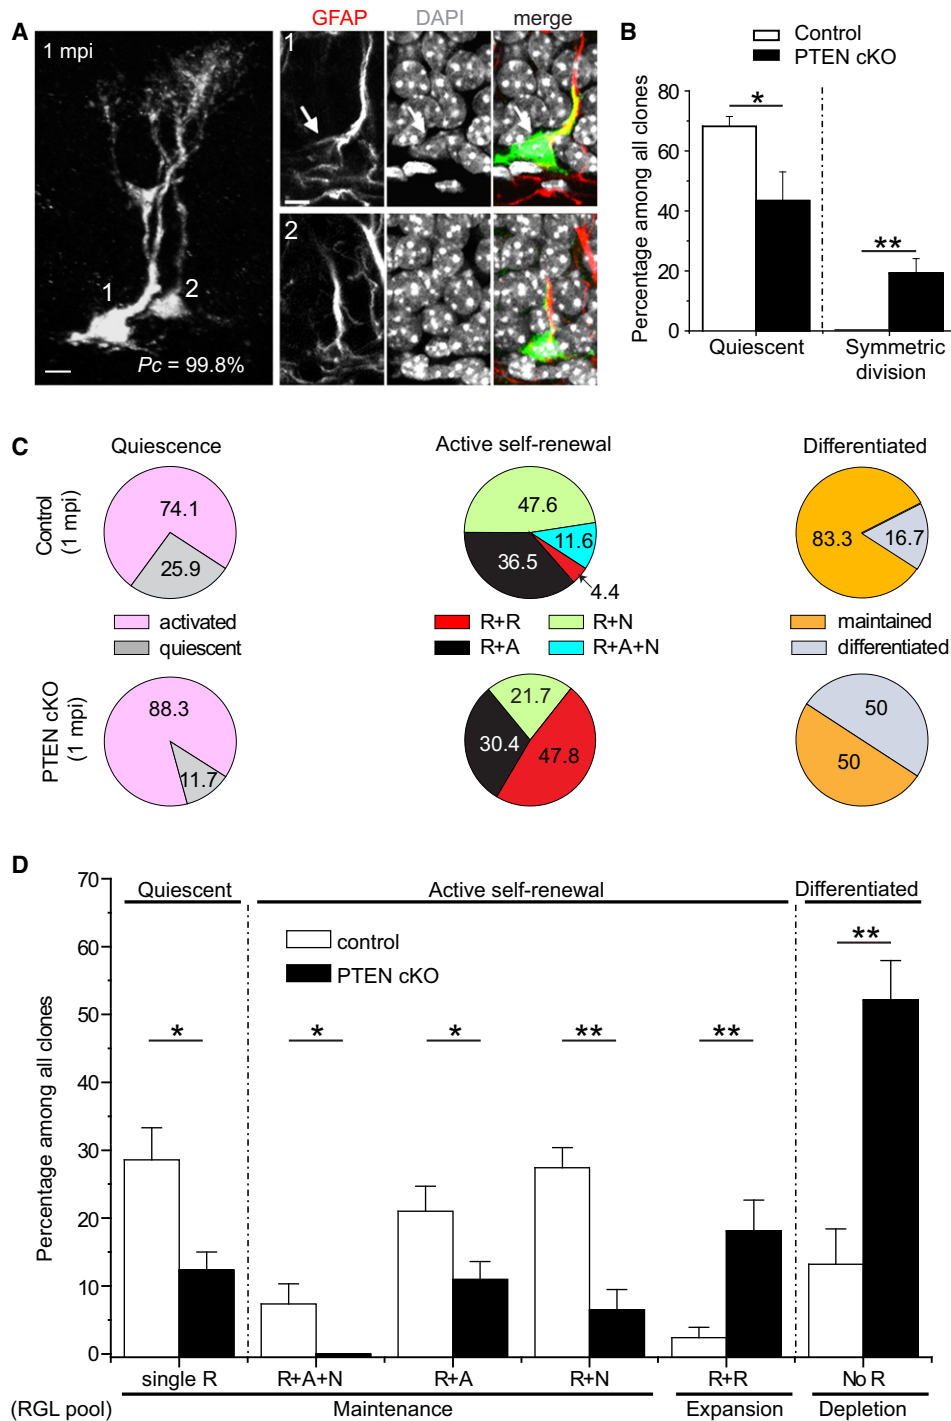 A
1 mpi
1
2
Pc = 99.8%
GFAP DAPI merge
1
2
B
Control
PTEN cKO
Percentage among all clones
80
60
40
20
0
*
**
Quiescent
Symmetric
division
C
Quiescence
Active self-renewal
Differentiated
Control
(1 mpi)
74.1
25.9
47.6
11.6
36.5
4.4
83.3
16.7
activated
quiescent
R+R
R+N
R+A
R+A+N
maintained
differentiated
PTEN cKO
(1 mpi)
88.3
11.7
21.7
30.4
47.8
50
50
D
Percentage among all clones
70
60
50
40
30
20
10
0
Quiescent
Active self-renewal
Differentiated
control
PTEN cKO
*
*
*
**
**
**
single R
R+A+N
R+A
R+N
R+R
No R
(RGL pool)
Maintenance
Expansion
Depletion